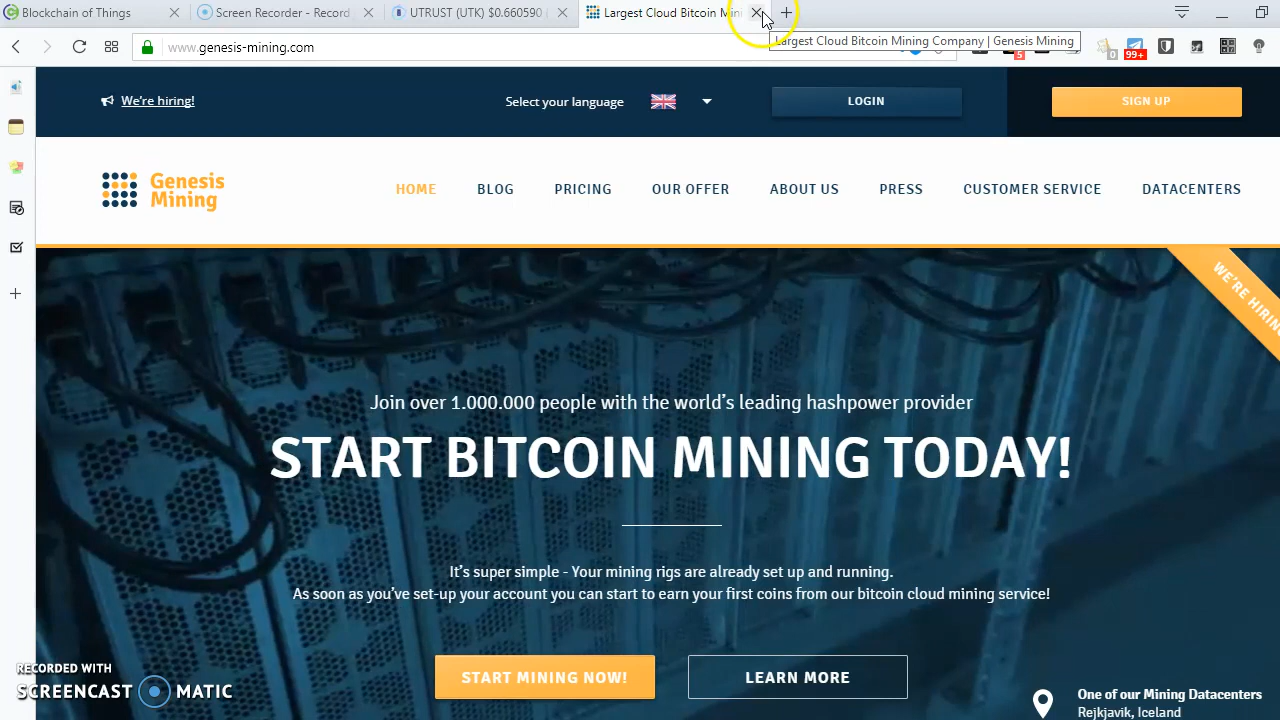 Blockchain of Things
Screen Recorder - Record
UTRUST (UTK) $0.660590
Largest Cloud Bitcoin Min
www.genesis-mining.com
Largest Cloud Bitcoin Mining Company | Genesis Mining
5
0
99+
We're hiring!
Select your language
LOGIN
SIGN UP
Genesis
Mining
HOME
BLOG
PRICING
OUR OFFER
ABOUT US
PRESS
CUSTOMER SERVICE
DATACENTERS
WE'RE HIRING
Join over 1.000.000 people with the world's leading hashpower provider
START BITCOIN MINING TODAY!
It's super simple - Your mining rigs are already set up and running.
As soon as you've set-up your account you can start to earn your first coins from our bitcoin cloud mining service!
START MINING NOW!
LEARN MORE
One of our Mining Datacenters
Rejkjavik, Iceland
RECORDED WITH
SCREENCAST MATIC